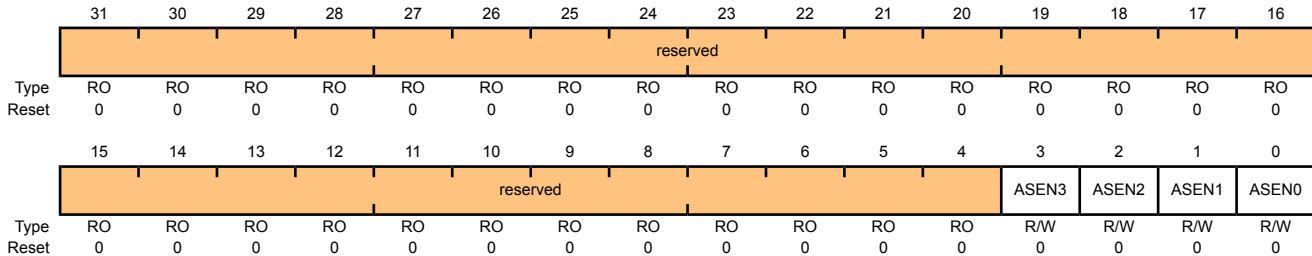 31 30 29 28 27 26 25 24 23 22 21 20 19 18 17 16
reserved
Type RO RO RO RO RO RO RO RO RO RO RO RO RO RO RO RO
Reset 0 0 0 0 0 0 0 0 0 0 0 0 0 0 0 0
15 14 13 12 11 10 9 8 7 6 5 4 3 2 1 0
reserved ASEN3 ASEN2 ASEN1 ASEN0
Type RO RO RO RO RO RO RO RO RO RO RO RO R/W R/W R/W R/W
Reset 0 0 0 0 0 0 0 0 0 0 0 0 0 0 0 0